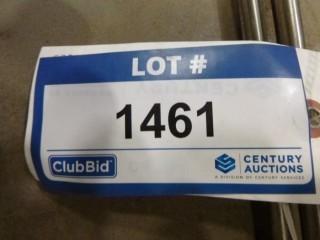 LOT #
1461
ClubBid
CENTURY
AUCTIONS
A DIVISION OF CENTURY SERVICES